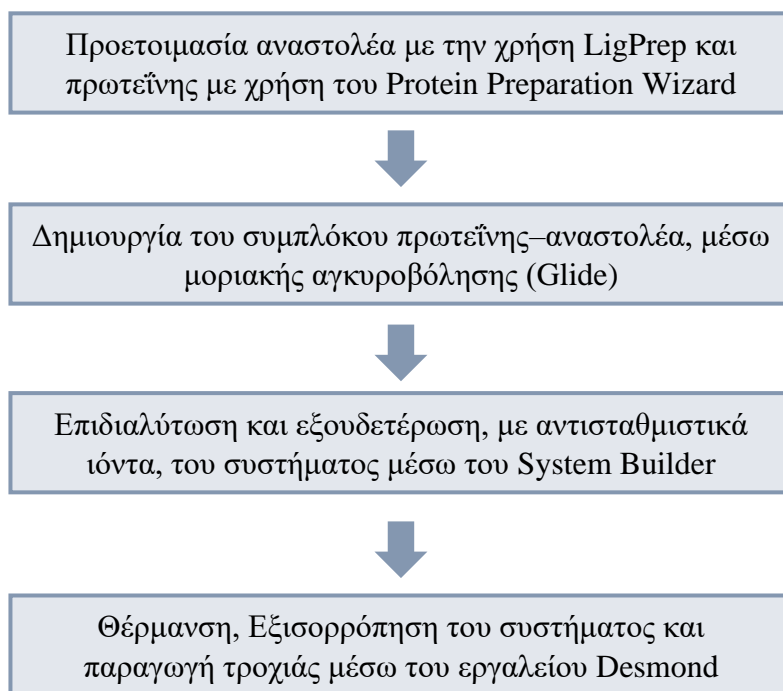 Προετοιμασία αναστολέα με την χρήση LigPrep και
πρωτεΐνης με χρήση του Protein Preparation Wizard
Δημιουργία του συμπλόκου πρωτεΐνης–αναστολέα, μέσω
μοριακής αγκυροβόλησης (Glide)
Επιδιαλύτωση και εξουδετέρωση, με αντισταθμιστικά
ιόντα, του συστήματος μέσω του System Builder
Θέρμανση, Εξισορρόπηση του συστήματος και
παραγωγή τροχιάς μέσω του εργαλείου Desmond